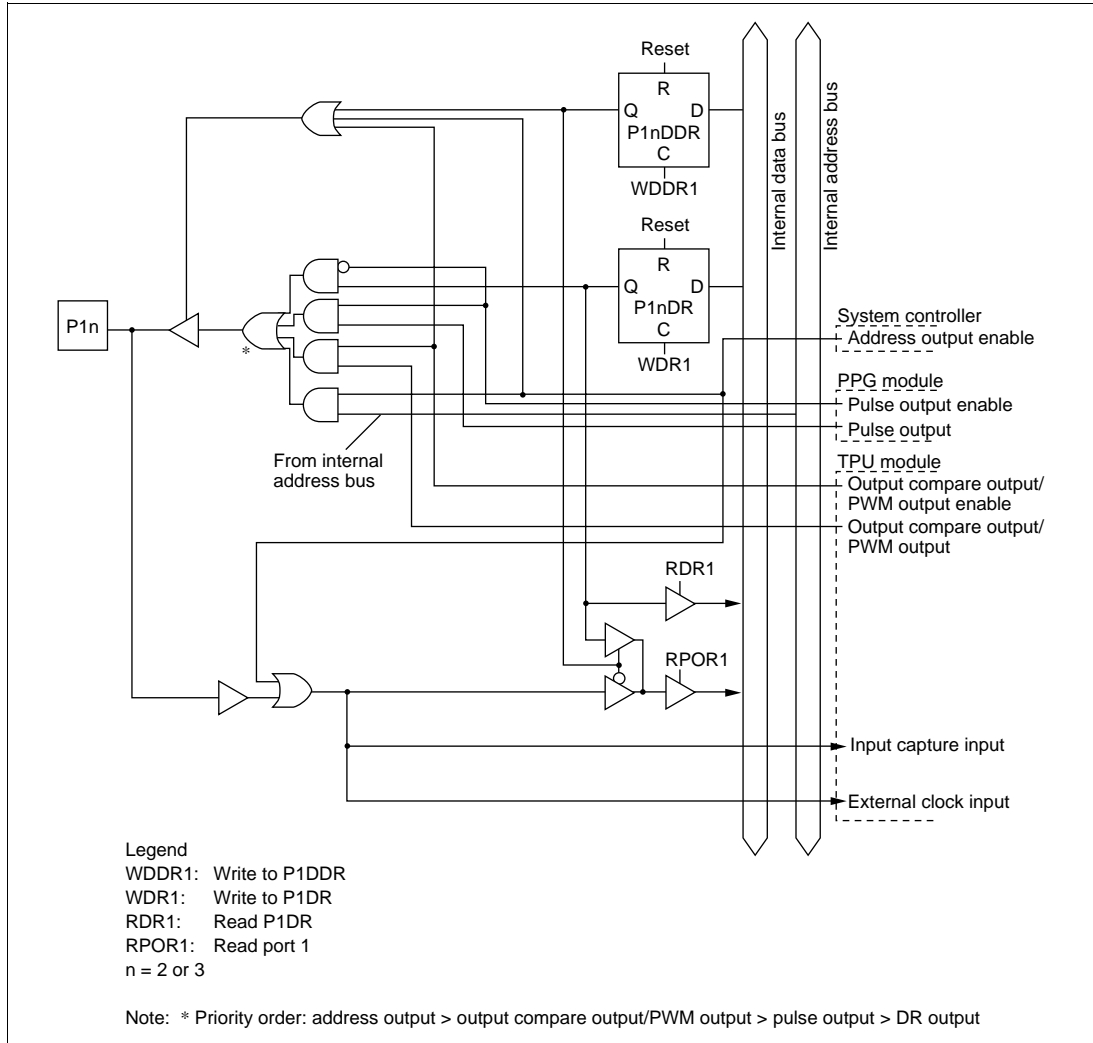 Reset
R
Q D
P1nDDR
C
WDDR1
Reset
R
Q D
P1nDR
C
WDR1
Internal data bus
Internal address bus
P1n
*
System controller
Address output enable
PPG module
Pulse output enable
Pulse output
From internal
address bus
TPU module
Output compare output/
PWM output enable
Output compare output/
PWM output
RDR1
RPOR1
Input capture input
External clock input
Legend
WDDR1: Write to P1DDR
WDR1: Write to P1DR
RDR1: Read P1DR
RPOR1: Read port 1
n = 2 or 3
Note: * Priority order: address output > output compare output/PWM output > pulse output > DR output